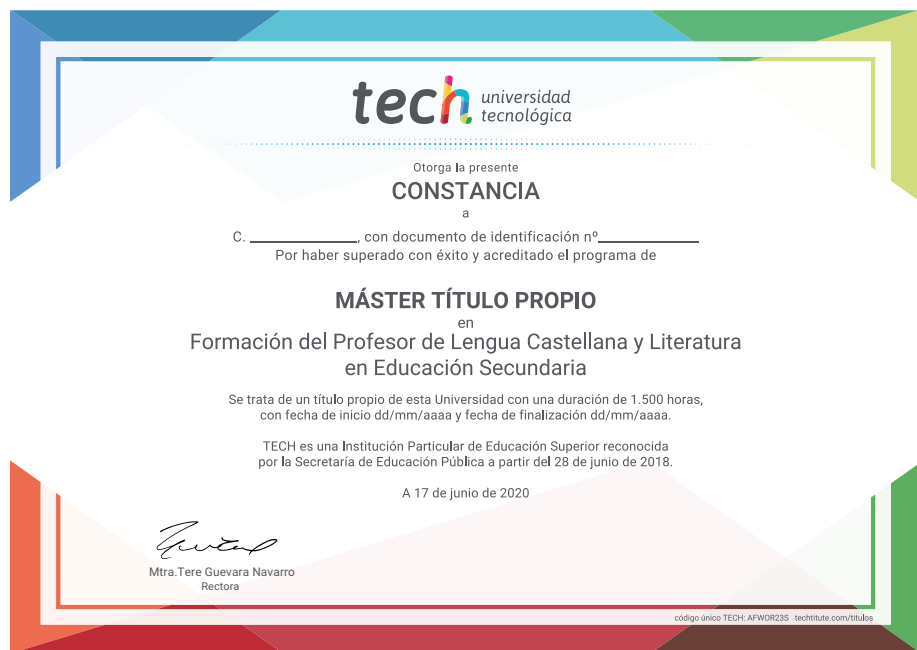 tech universidad
tecnológica
Otorga la presente
CONSTANCIA
a
C. ____________, con documento de identificación nº____________
Por haber superado con éxito y acreditado el programa de
MÁSTER TÍTULO PROPIO
en
Formación del Profesor de Lengua Castellana y Literatura
en Educación Secundaria
Se trata de un título propio de esta Universidad con una duración de 1.500 horas,
con fecha de inicio dd/mm/aaaa y fecha de finalización dd/mm/aaaa.
TECH es una Institución Particular de Educación Superior reconocida
por la Secretaría de Educación Pública a partir del 28 de junio de 2018.
A 17 de junio de 2020
Mtra.Tere Guevara Navarro
Rectora
código único TECH: AFWOR23S techtitute.com/titulos